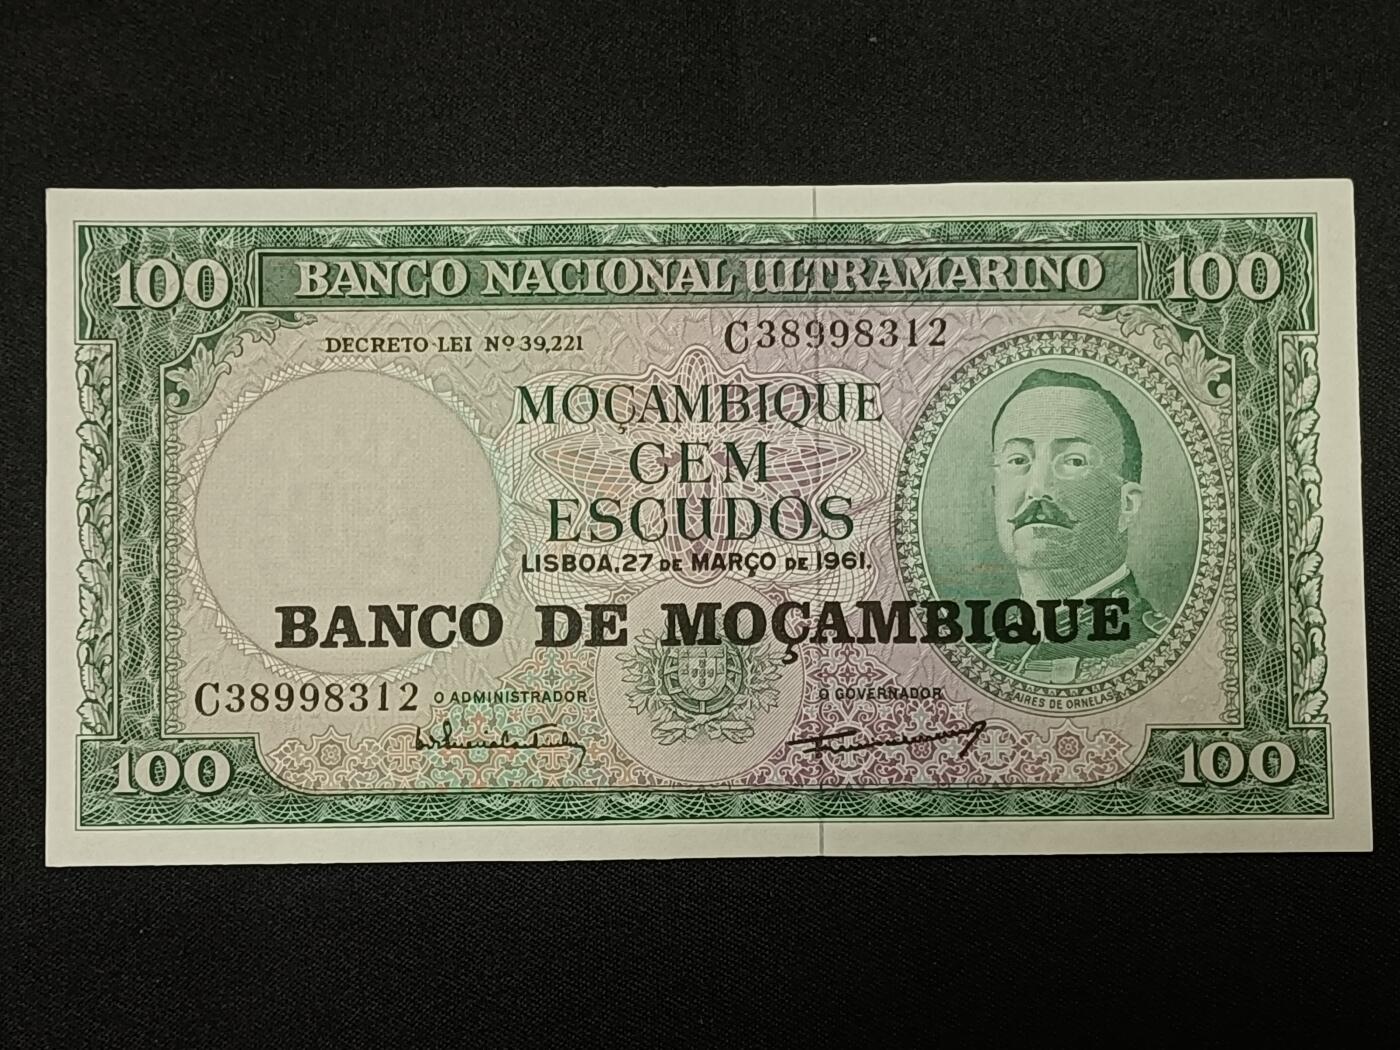 100 BANCO NACIONAL ULTRAMARINO 100
DECRETO-LEI Nº 39,221
C38998312
MOÇAMBIQUE
CEM
ESCUDOS
LISBOA, 27 DE MARÇO DE 1961.
BANCO DE MOÇAMBIQUE
C38998312
O ADMINISTRADOR
O GOVERNADOR
AIRES DE ORNELAS
100
100